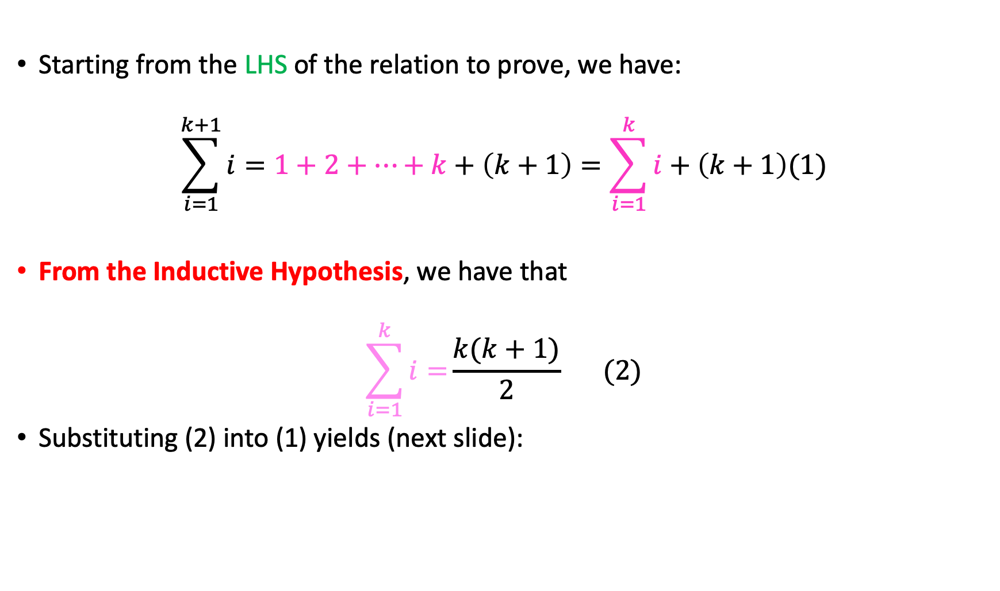 • Starting from the LHS of the relation to prove, we have:
$\sum_{i=1}^{k+1} i = 1 + 2 + \cdots + k + (k + 1) = \sum_{i=1}^{k} i + (k + 1)(1)$
• From the Inductive Hypothesis, we have that
$\sum_{i=1}^{k} i = \frac{k(k + 1)}{2} \quad (2)$
• Substituting (2) into (1) yields (next slide):